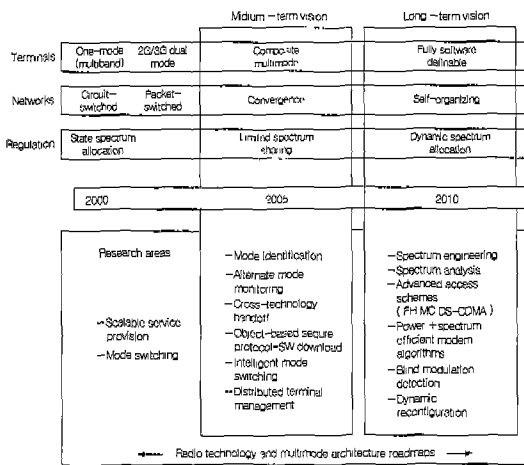 Midium-term vision
Long-term vision
Terminals
One-mode
(multiband)
2G/3G dual
mode
Composite
multimode
Fully software
definable
Networks
Circuit-
switched
Packet-
switched
Convergence
Self-organizing
Regulation
State spectrum
allocation
Limited spectrum
sharing
Dynamic spectrum
allocation
2000
2005
2010
Research areas
-Scalable service
provision
-Mode switching
-Mode identification
-Alternate mode
monitoring
-Cross-technology
handoff
-Object-based secure
protocol-SW download
-Intelligent mode
switching
-Distributed terminal
management
-Spectrum engineering
-Spectrum analysis
-Advanced access
schemes
(FH MC DS-CDMA)
-Power + spectrum
efficient modem
algorithms
-Blind modulation
detection
-Dynamic
reconfiguration
Radio technology and multimode architecture roadmaps